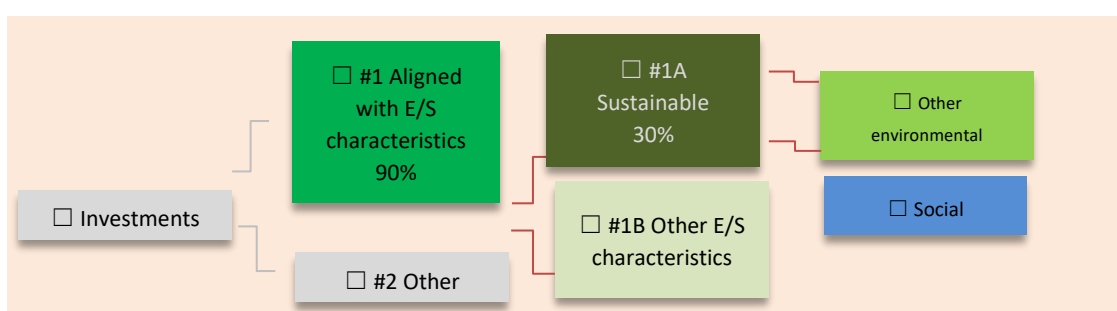 ☐ Investments
☐ #1 Aligned
with E/S
characteristics
90%
☐ #2 Other
☐ #1A
Sustainable
30%
☐ #1B Other E/S
characteristics
☐ Other
environmental
☐ Social